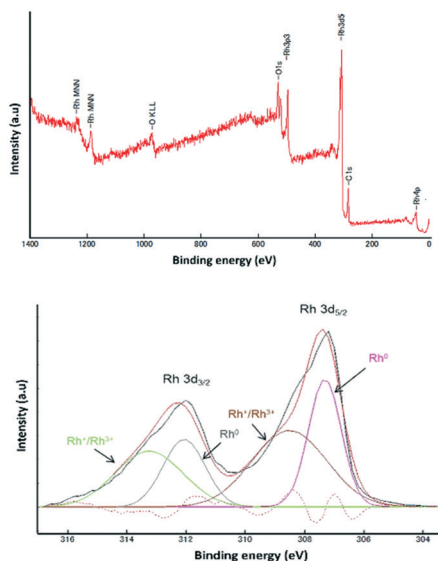 Intensity (a.u)
–Rh MNN
Rh MNN
O KLL
–O1s
–Rh3p3
–Rh3d5
–C1s
–Rh4p
1400 1200 1000 800 600 400 200 0
Binding energy (eV)
Intensity (a.u)
Rh 3d5/2
Rh 3d3/2
Rh⁰
Rh⁺/Rh³⁺
Rh⁺/Rh³⁺
Rh⁰
316 314 312 310 308 306 304
Binding energy (eV)